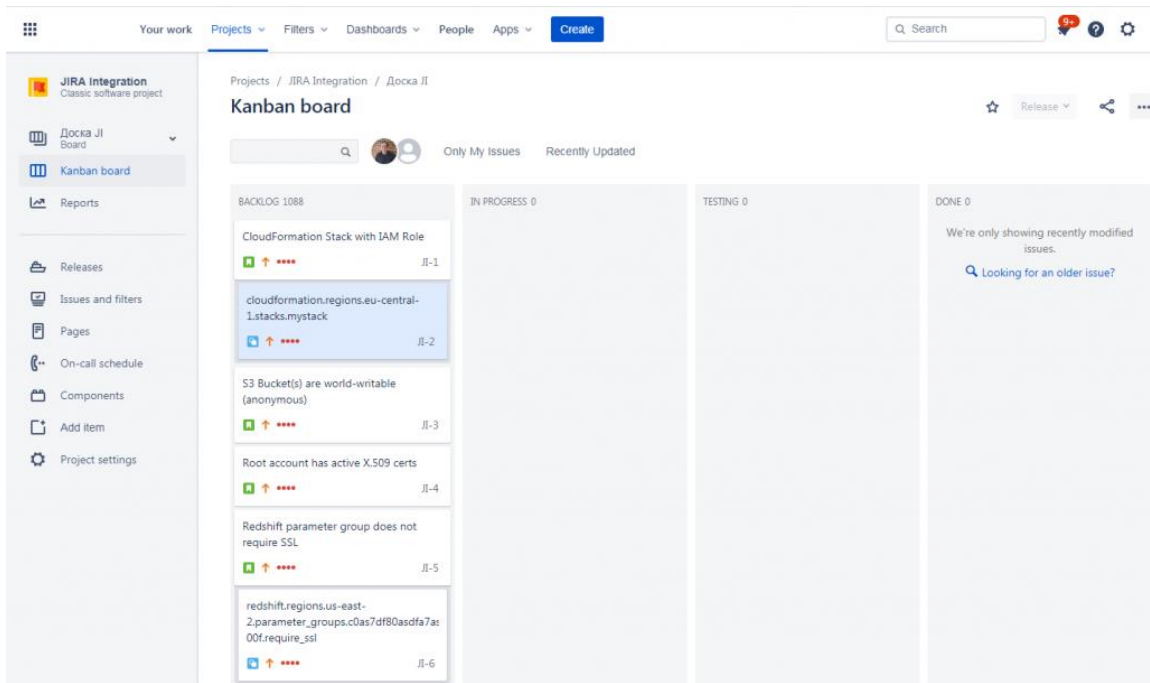 Your work Projects Filters Dashboards People Apps Create Search 9+
JIRA Integration
Classic software project
Доска JI
Board
Kanban board
Reports
Releases
Issues and filters
Pages
On-call schedule
Components
Add item
Project settings
Projects / JIRA Integration / Доска JI
Kanban board
Release
Only My Issues Recently Updated
BACKLOG 1088
CloudFormation Stack with IAM Role
JI-1
cloudformation.regions.eu-central-
1.stacks.mystack
JI-2
S3 Bucket(s) are world-writable
(anonymous)
JI-3
Root account has active X.509 certs
JI-4
Redshift parameter group does not
require SSL
JI-5
redshift.regions.us-east-
2.parameter_groups.c0as7df80asdfa7as
00f.require_ssl
JI-6
IN PROGRESS 0
TESTING 0
DONE 0
We're only showing recently modified
issues.
Looking for an older issue?